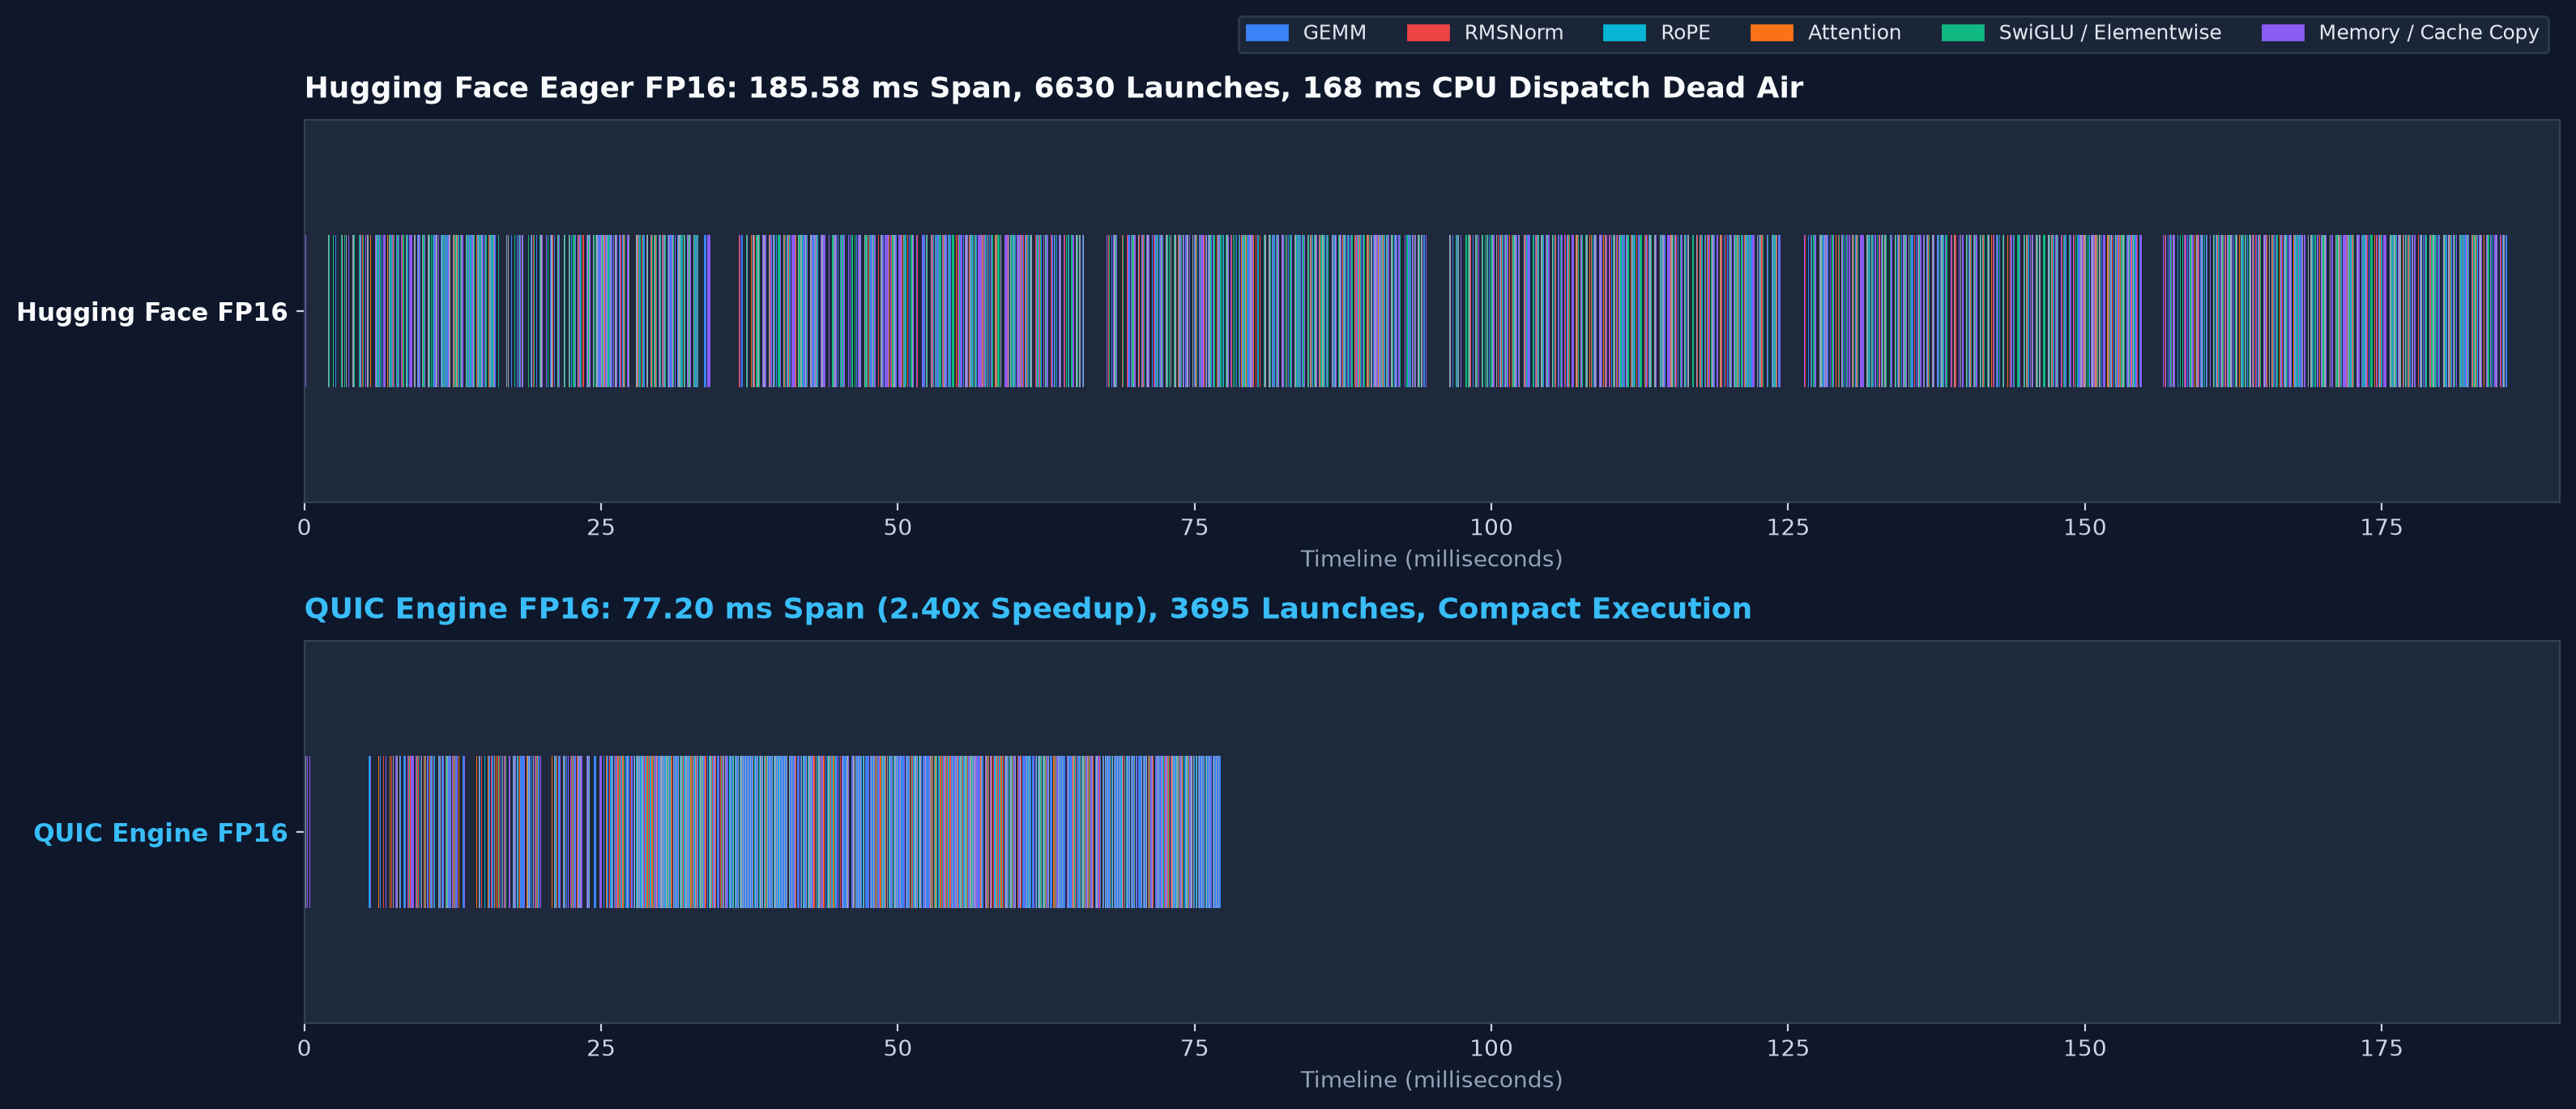 GEMM RMSNorm RoPE Attention SwiGLU / Elementwise Memory / Cache Copy
Hugging Face Eager FP16: 185.58 ms Span, 6630 Launches, 168 ms CPU Dispatch Dead Air
Hugging Face FP16
0 25 50 75 100 125 150 175
Timeline (milliseconds)
QUIC Engine FP16: 77.20 ms Span (2.40x Speedup), 3695 Launches, Compact Execution
QUIC Engine FP16
0 25 50 75 100 125 150 175
Timeline (milliseconds)